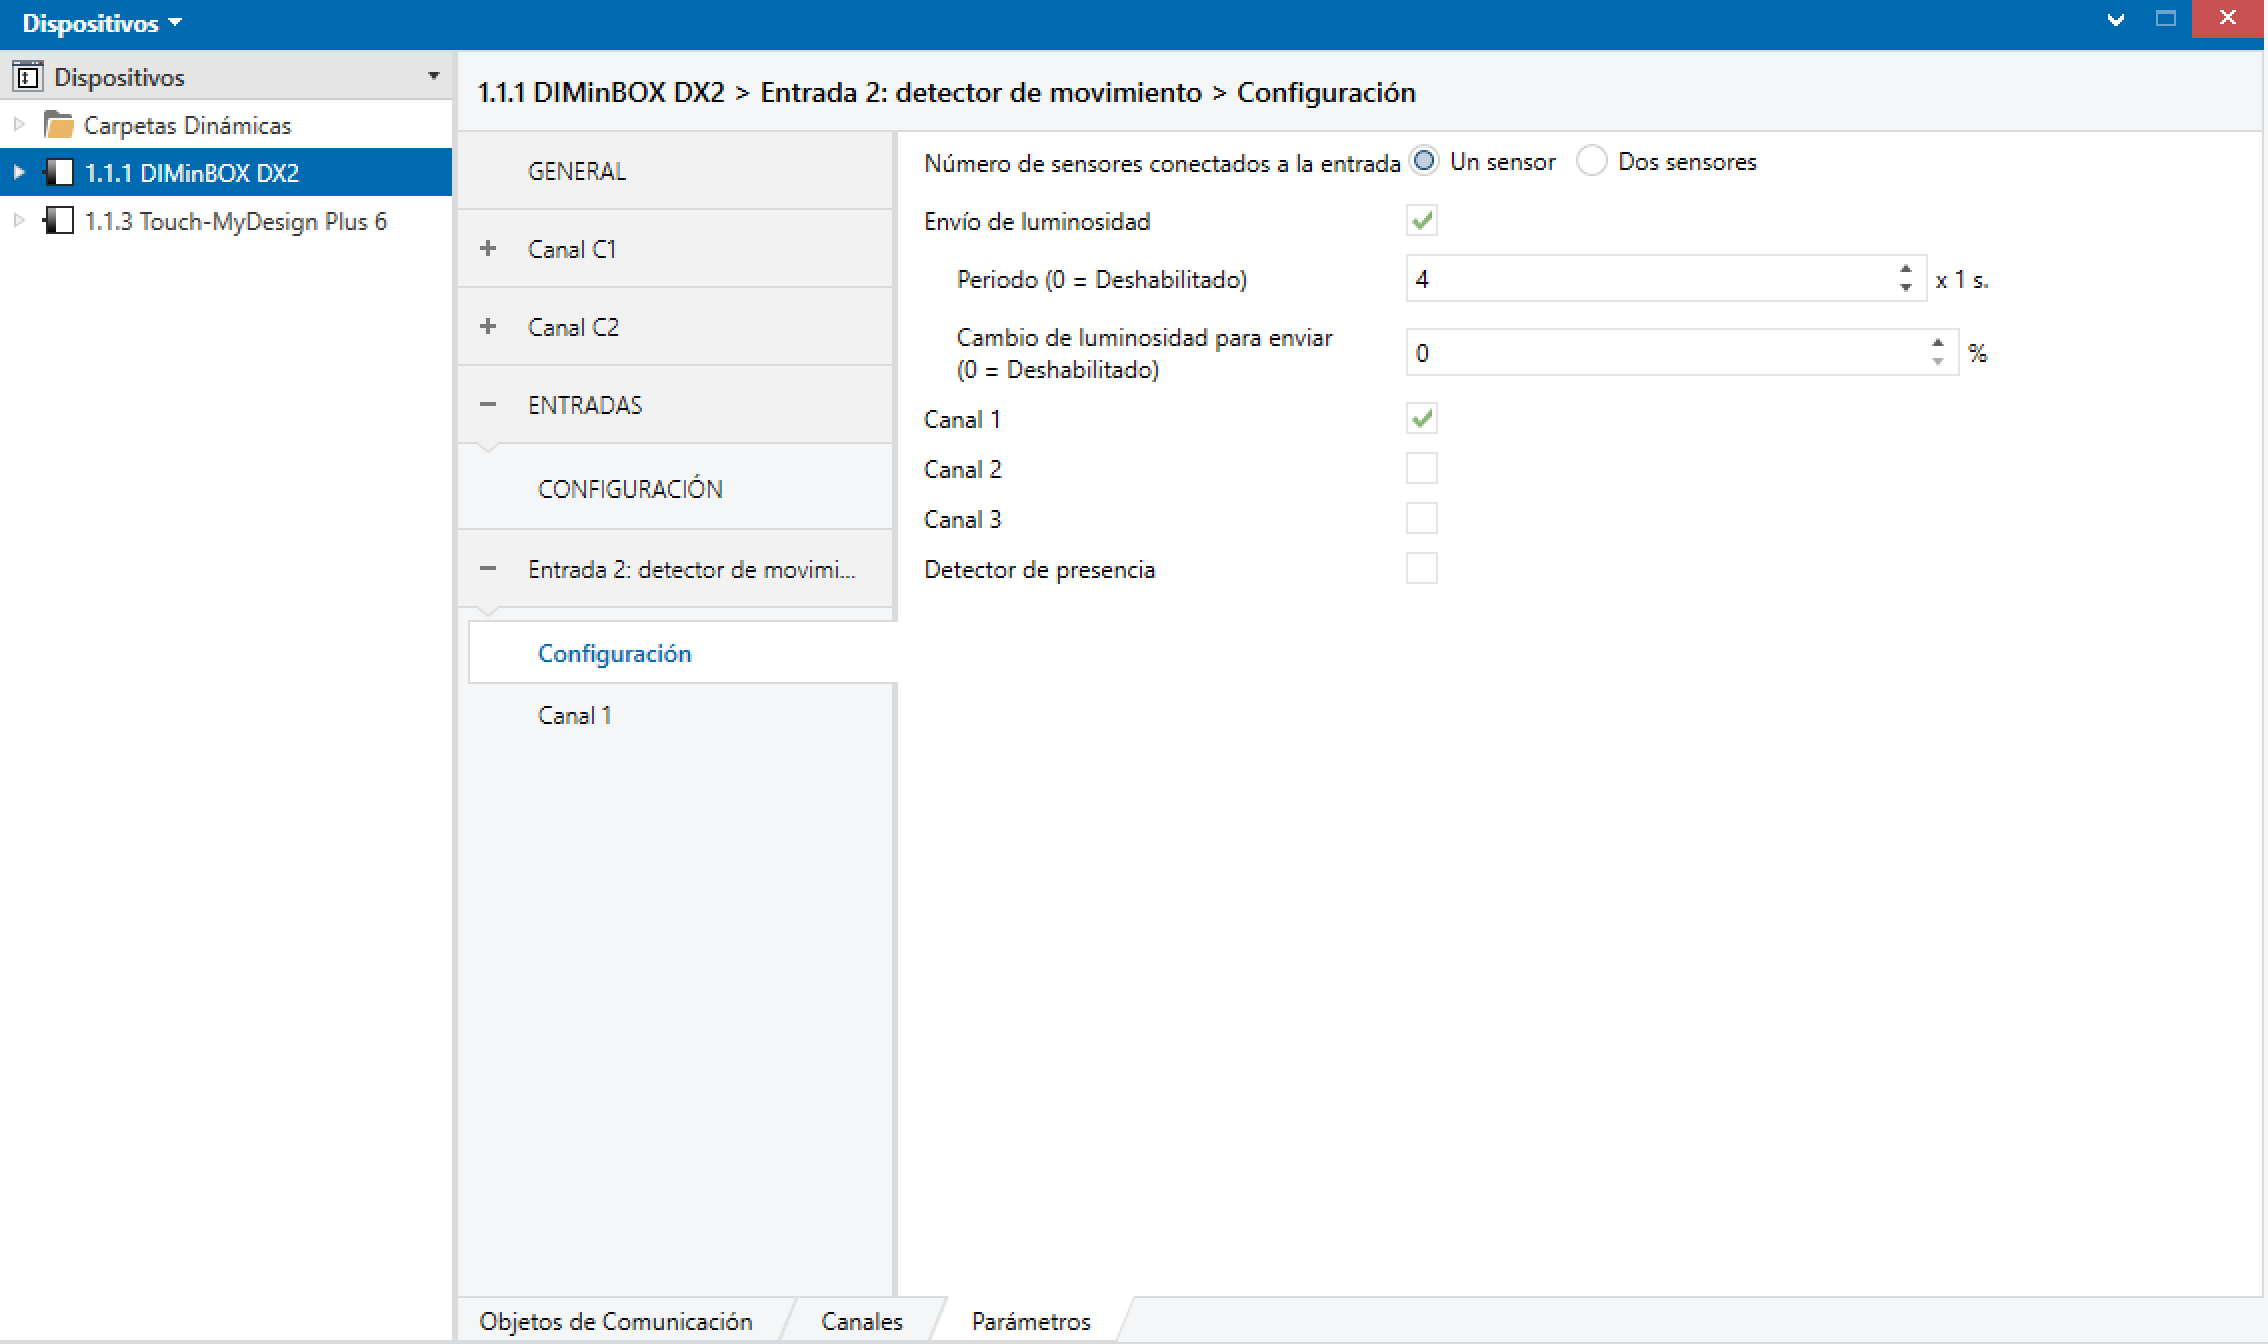 Dispositivos
Dispositivos
Carpetas Dinámicas
1.1.1 DIMinBOX DX2
1.1.3 Touch-MyDesign Plus 6
1.1.1 DIMinBOX DX2 > Entrada 2: detector de movimiento > Configuración
GENERAL
Canal C1
Canal C2
ENTRADAS
CONFIGURACIÓN
Entrada 2: detector de movimi...
Configuración
Canal 1
Número de sensores conectados a la entrada Un sensor Dos sensores
Envío de luminosidad
Periodo (0 = Deshabilitado) 4 x 1 s.
Cambio de luminosidad para enviar
(0 = Deshabilitado) 0 %
Canal 1
Canal 2
Canal 3
Detector de presencia
Objetos de Comunicación Canales Parámetros